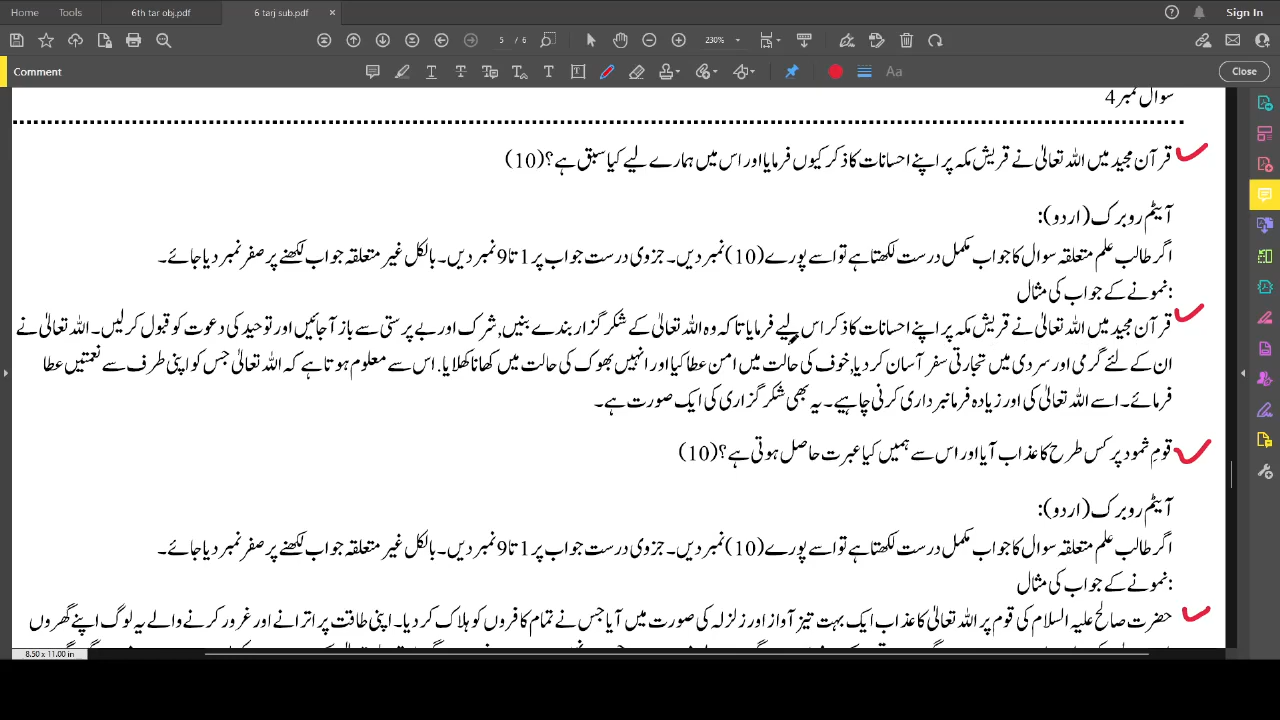 Home Tools 6th tar obj.pdf 6 tarj sub.pdf × Sign In
5 / 6 230%
Comment Aa Close
سوال نمبر 4
قرآن مجید میں اللہ تعالیٰ نے قریش مکہ پر اپنے احسانات کا ذکر کیوں فرمایا اور اس میں ہمارے لیے کیا سبق ہے؟ (10)
آئیٹم روبرک (اردو):
اگر طالب علم متعلقہ سوال کا جواب مکمل درست لکھتا ہے تو اسے پورے (10) نمبر دیں۔ جزوی درست جواب پر 1 تا 9 نمبر دیں۔ بالکل غیر متعلقہ جواب لکھنے پر صفر نمبر دیا جائے۔
:نمونے کے جواب کی مثال
قرآن مجید میں اللہ تعالیٰ نے قریش مکہ پر اپنے احسانات کا ذکر اس لیے فرمایا تاکہ وہ اللہ تعالیٰ کے شکر گزار بندے بنیں, شرک اور بے پرستی سے باز آ جائیں اور توحید کی دعوت کو قبول کرلیں۔ اللہ تعالیٰ نے
ان کے لئے گرمی اور سردی میں تجارتی سفر آسان کر دیا, خوف کی حالت میں امن عطا کیا اور انہیں بھوک کی حالت میں کھانا کھلایا. اس سے معلوم ہوتا ہے کہ اللہ تعالیٰ جس کو اپنی طرف سے نعمتیں عطا
فرمائے۔ اسے اللہ تعالیٰ کی اور زیادہ فرمانبرداری کرنی چاہیے۔ یہ بھی شکر گزاری کی ایک صورت ہے۔
قومِ ثمود پر کس طرح کا عذاب آیا اور اس سے ہمیں کیا عبرت حاصل ہوتی ہے؟ (10)
آئیٹم روبرک (اردو):
اگر طالب علم متعلقہ سوال کا جواب مکمل درست لکھتا ہے تو اسے پورے (10) نمبر دیں۔ جزوی درست جواب پر 1 تا 9 نمبر دیں۔ بالکل غیر متعلقہ جواب لکھنے پر صفر نمبر دیا جائے۔
:نمونے کے جواب کی مثال
حضرت صالح علیہ السلام کی قوم پر اللہ تعالیٰ کا عذاب ایک بہت تیز آواز اور زلزلہ کی صورت میں آیا جس نے تمام کافروں کو ہلاک کر دیا۔ اپنی طاقت پر اترانے اور غرور کرنے والے یہ لوگ اپنے گھروں
8.50 x 11.00 in